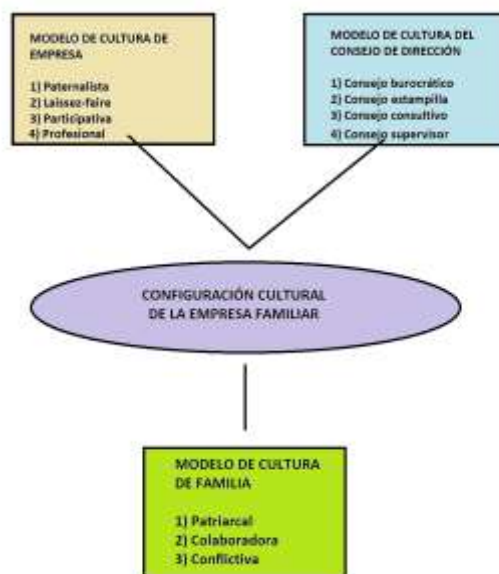 MODELO DE CULTURA DE
EMPRESA
1) Paternalista
2) Laissez-faire
3) Participativa
4) Profesional
MODELO DE CULTURA DEL
CONSEJO DE DIRECCIÓN
1) Consejo burocrático
2) Consejo estampilla
3) Consejo consultivo
4) Consejo supervisor
CONFIGURACIÓN CULTURAL
DE LA EMPRESA FAMILIAR
MODELO DE CULTURA
DE FAMILIA
1) Patriarcal
2) Colaboradora
3) Conflictiva